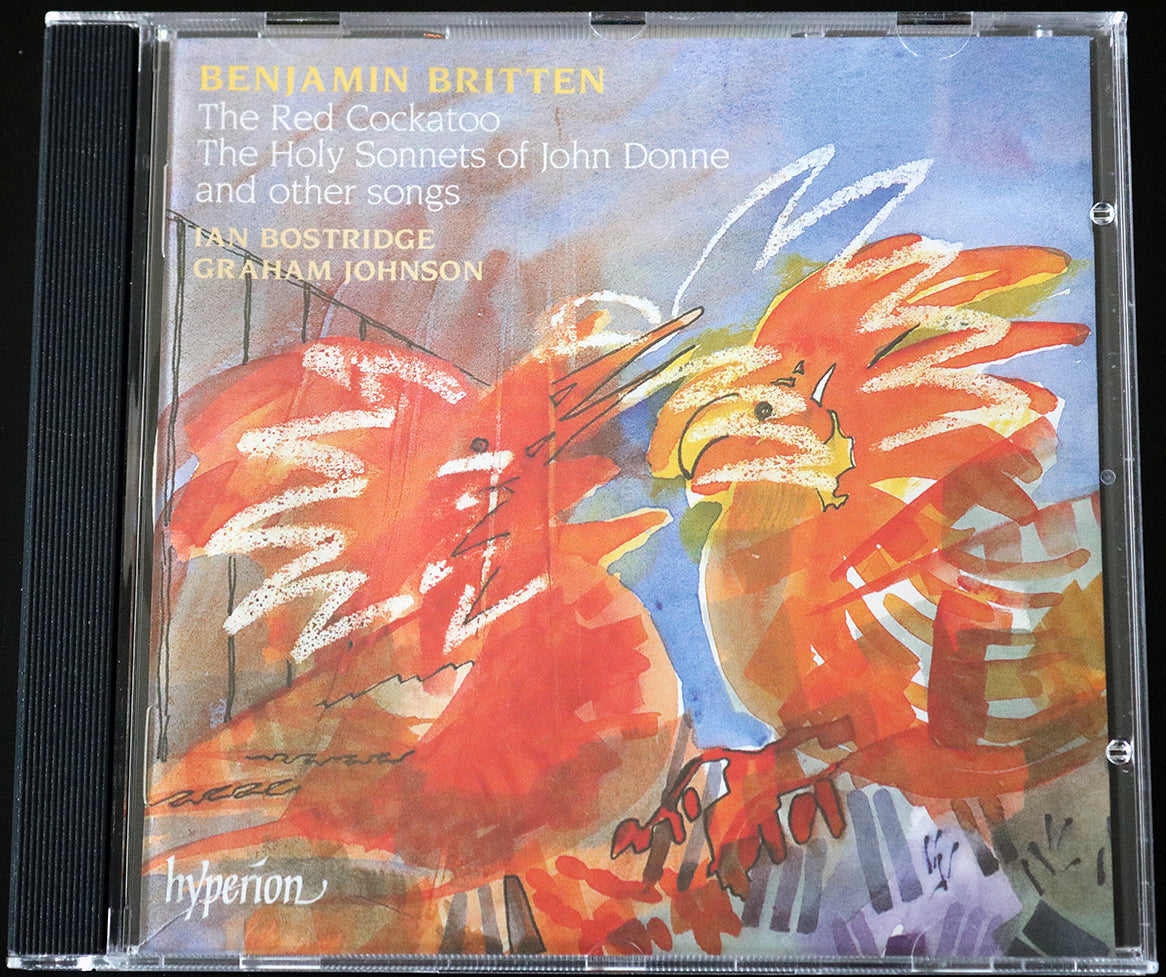 BENJAMIN BRITTEN
The Red Cockatoo
The Holy Sonnets of John Donne
and other songs
IAN BOSTRIDGE
GRAHAM JOHNSON
hyperion